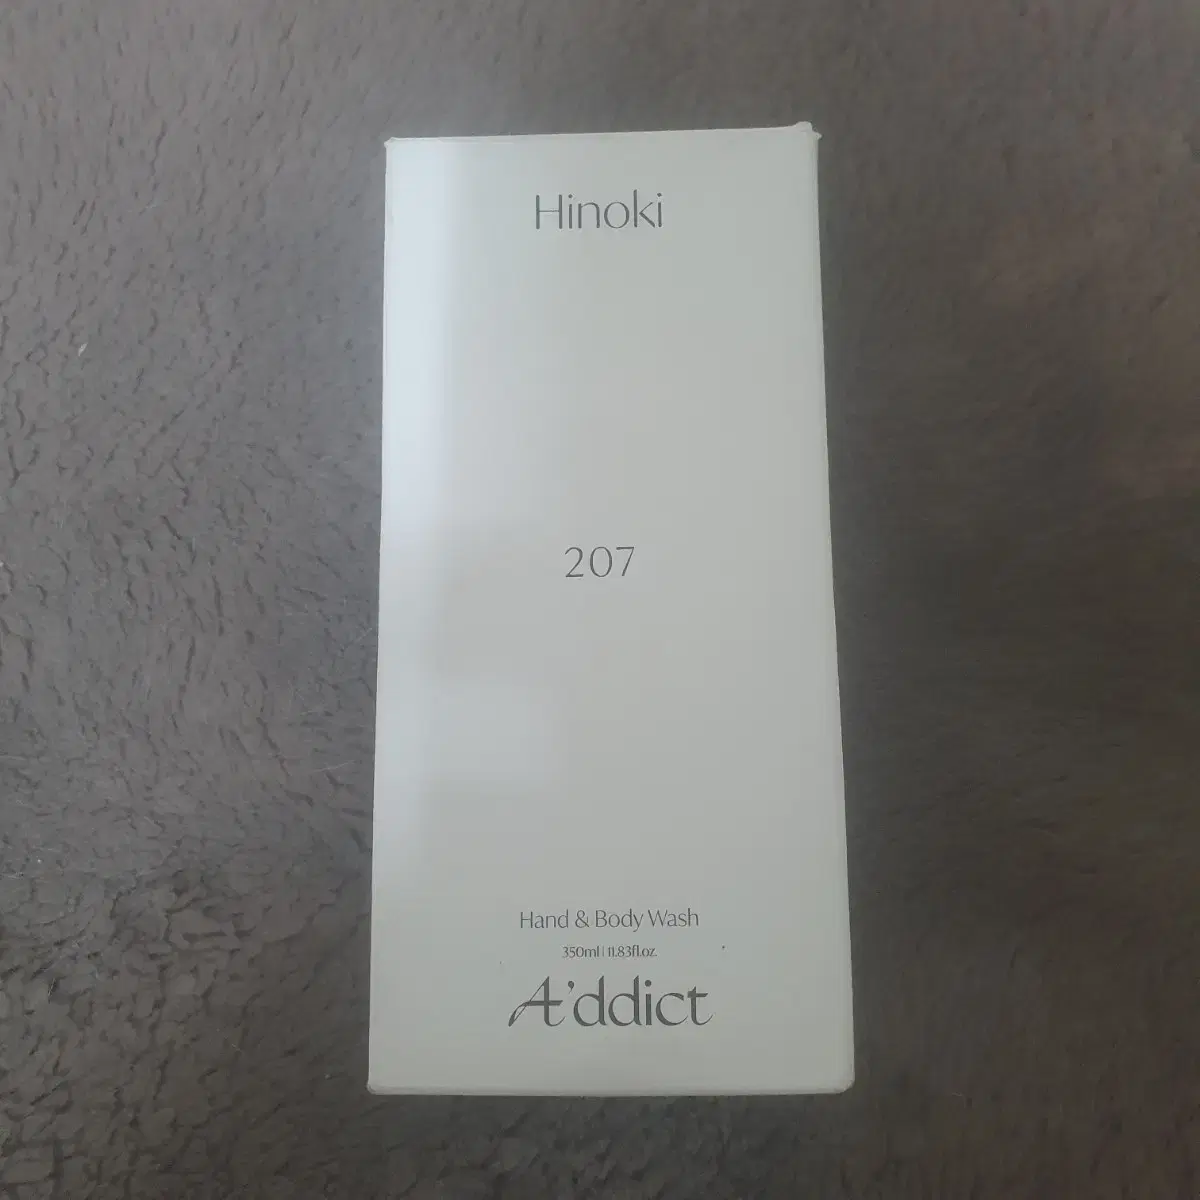 Hinoki
207
Hand & Body Wash
350ml | 11.83fl.oz.
A'ddict